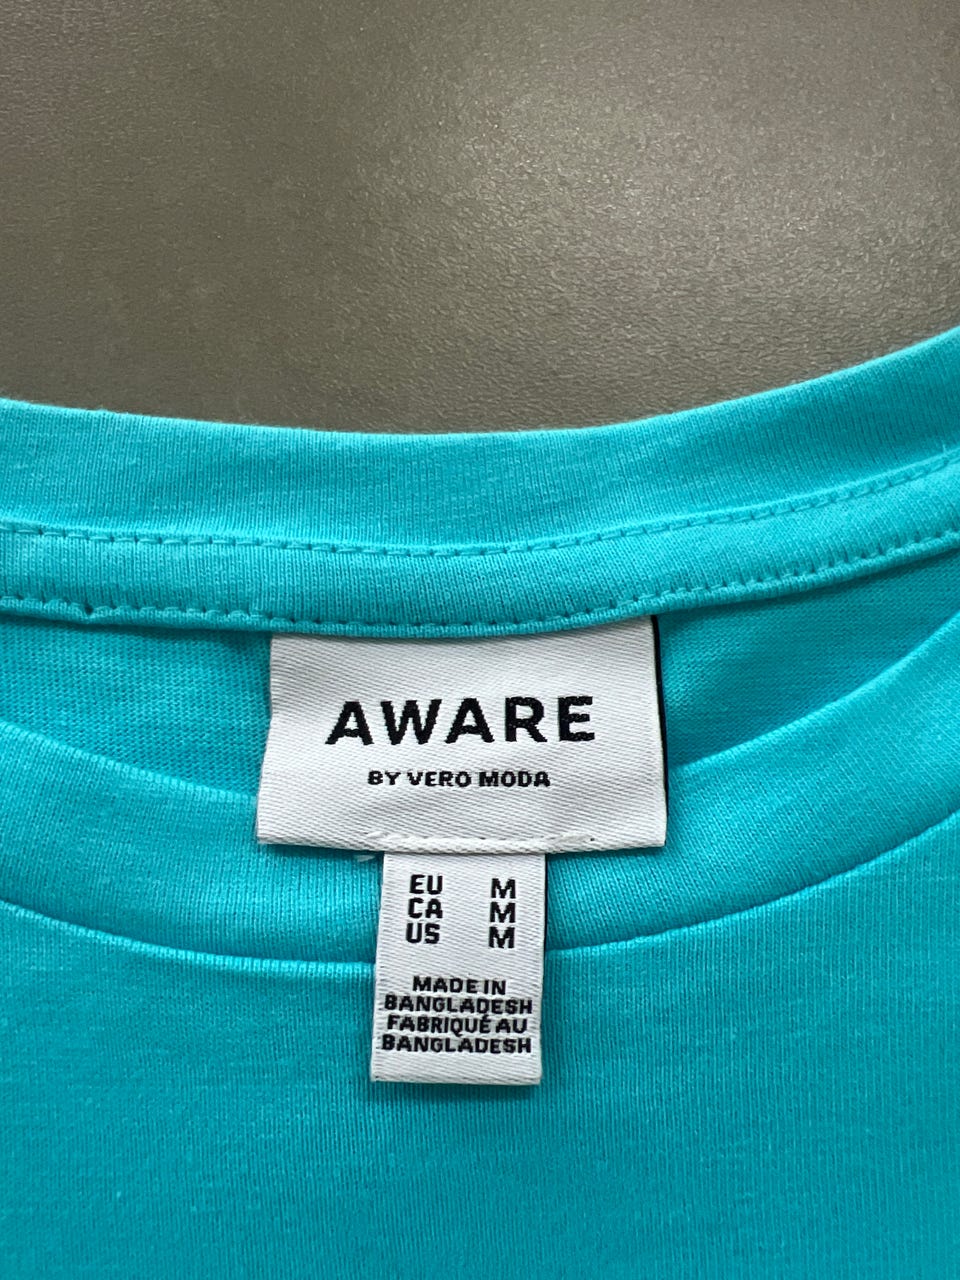 AWARE
BY VERO MODA
EU M
CA M
US M
MADE IN
BANGLADESH
FABRIQUÉ AU
BANGLADESH